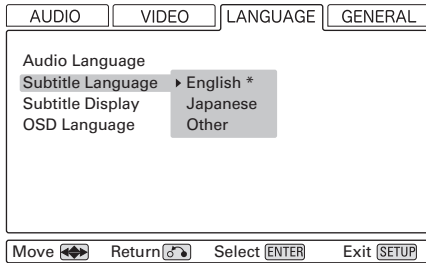 AUDIO VIDEO LANGUAGE GENERAL
Audio Language
Subtitle Language English *
Subtitle Display Japanese
OSD Language Other
Move Return Select ENTER Exit SETUP